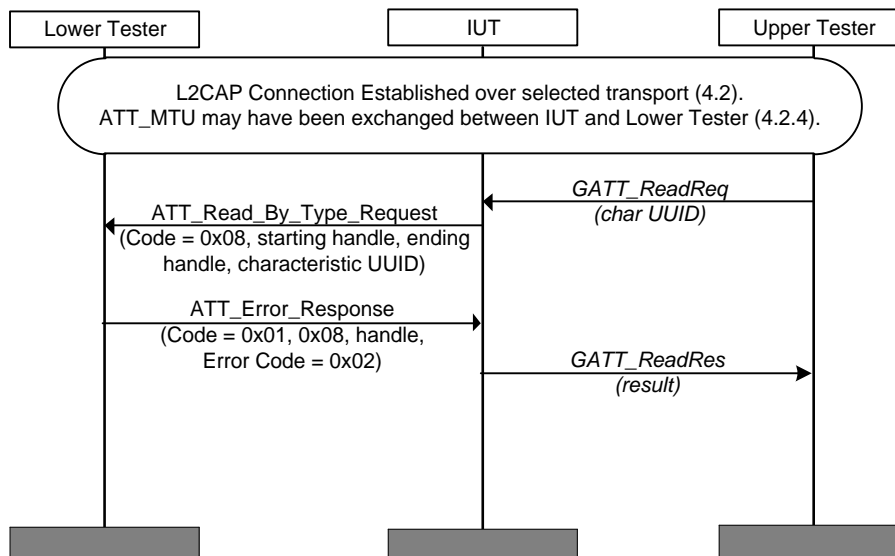 Lower Tester
IUT
Upper Tester
L2CAP Connection Established over selected transport (4.2).
ATT_MTU may have been exchanged between IUT and Lower Tester (4.2.4).
GATT_ReadReq
(char UUID)
ATT_Read_By_Type_Request
(Code = 0x08, starting handle, ending
handle, characteristic UUID)
ATT_Error_Response
(Code = 0x01, 0x08, handle,
Error Code = 0x02)
GATT_ReadRes
(result)